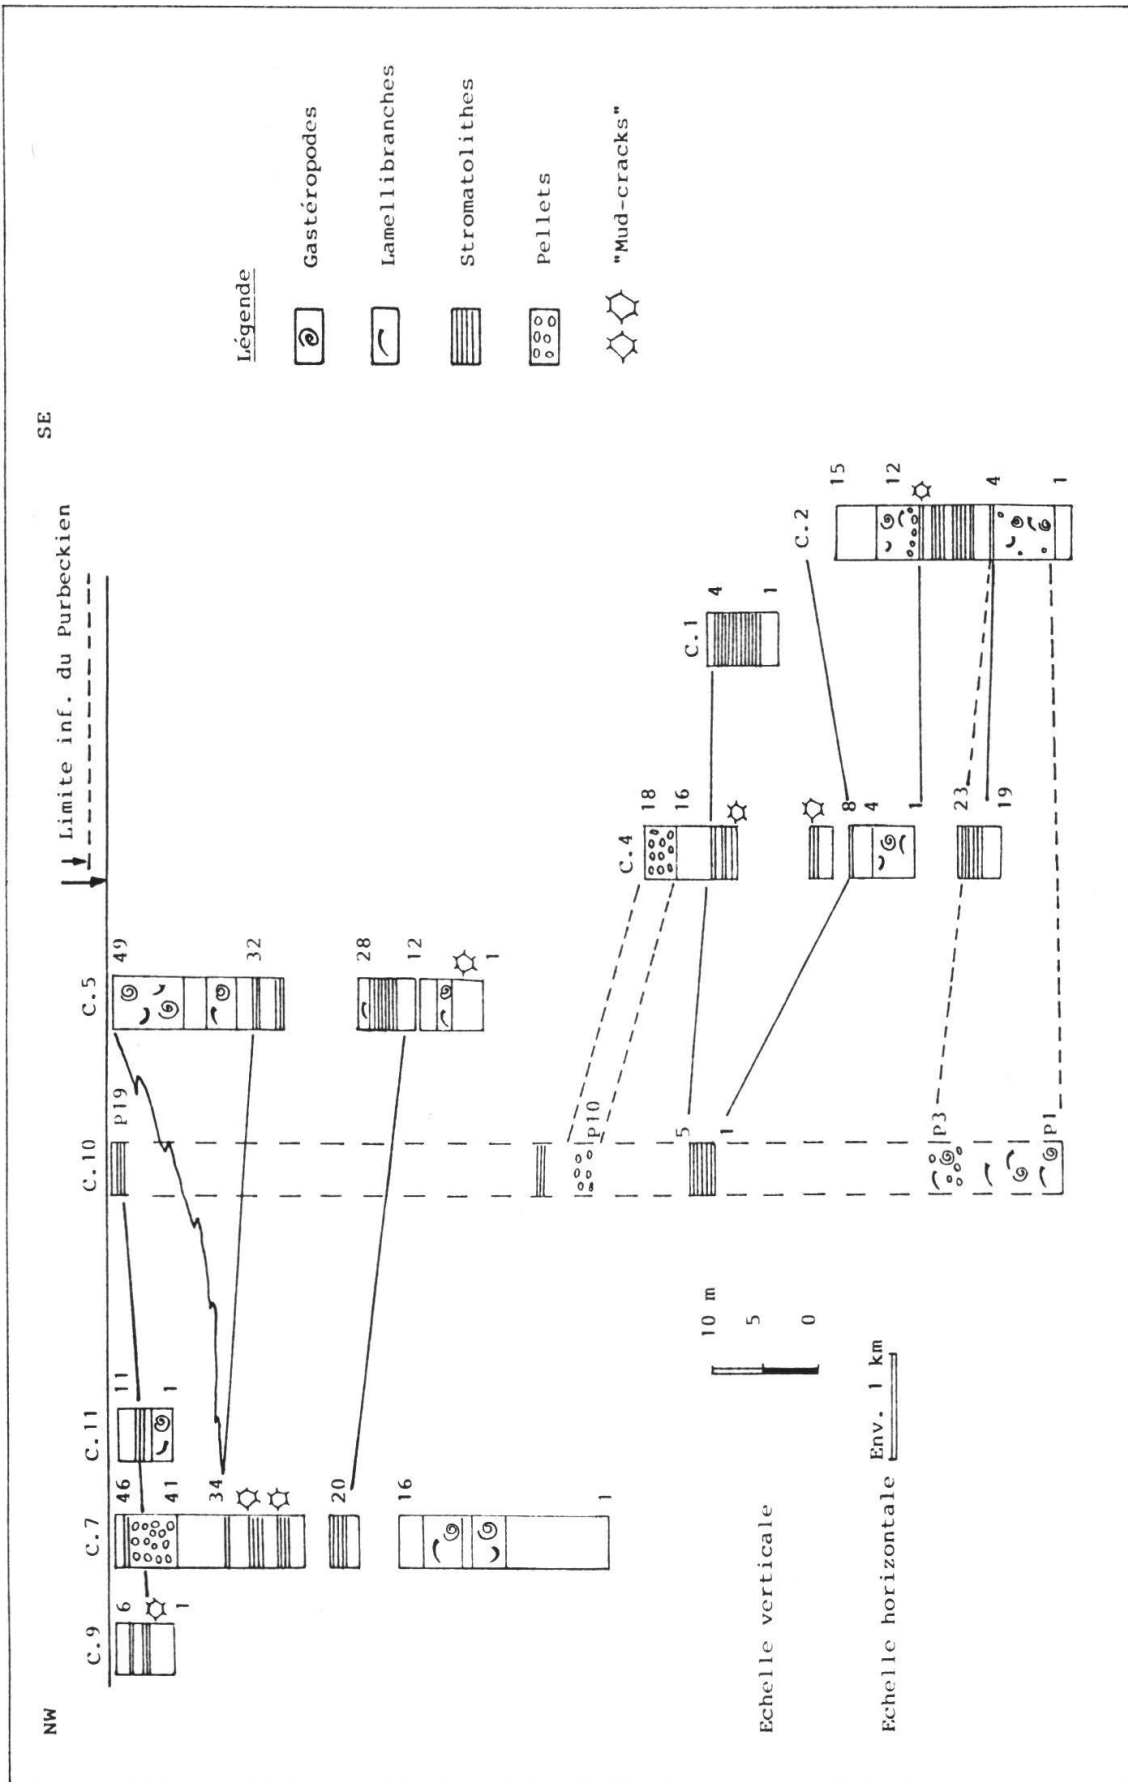 NW
SE
Limite inf. du Purbeckien
C.9
6
1
C.7
46
41
34
20
16
1
C.11
11
1
C.10
P19
P10
5
1
P3
P1
C.5
49
32
28
12
1
C.4
18
16
8
4
1
23
19
C.1
4
1
C.2
15
12
4
1
Légende
Gastéropodes
Lamellibranches
Stromatolithes
Pellets
"Mud-cracks"
Echelle verticale
10 m
5
0
Echelle horizontale
Env. 1 km